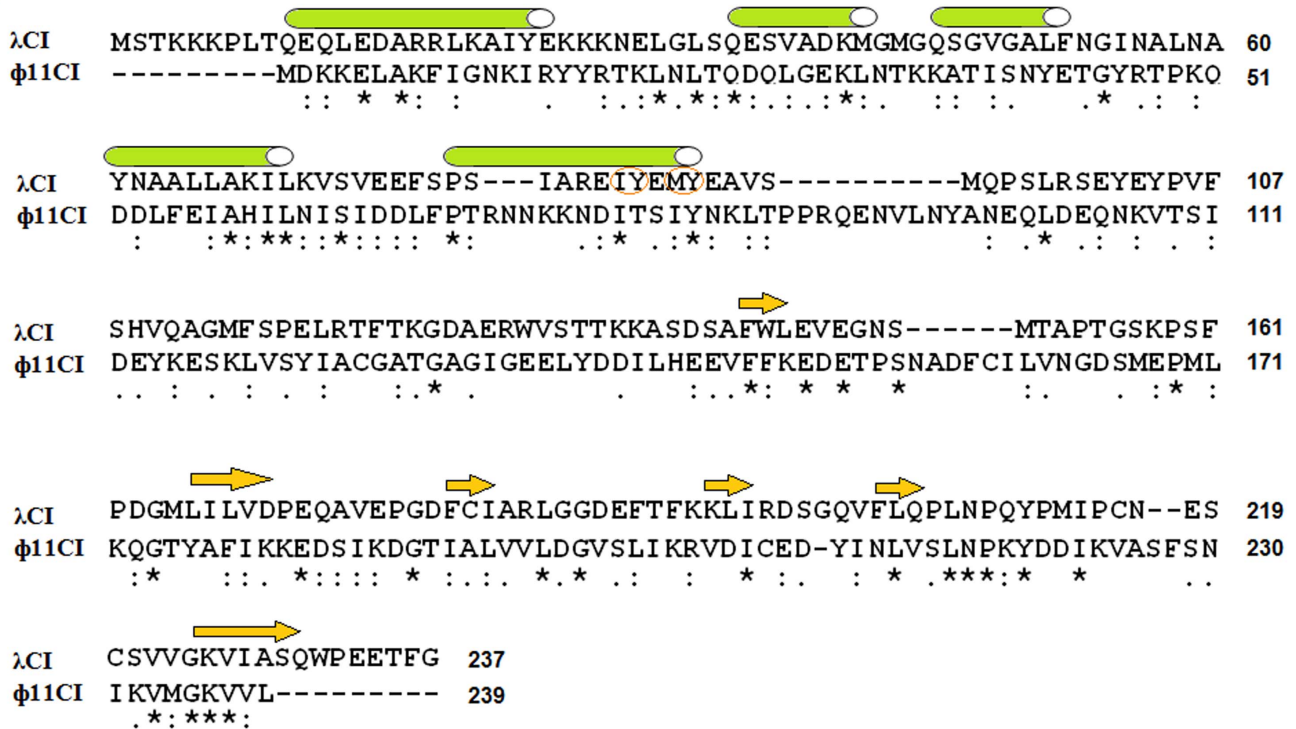 λCI MSTKKKPLTQEQLEDARRLKAIYEKKKNELGLSQESVADKMGMGQSGVGALFNGINALNA 60
φ11CI ---------MDKKELAKFIGNKIRYYRTKLNLTQDQLGEKLNTKKATISNYETGYRTPKQ 51
:: * *: : . :.:*.*:*::..:*: :: :. * .: :
λCI YNAALLAKILKVSVEEFSPS---IAREIYEMYEAVS----------MQPSLRSEYEYPVF 107
φ11CI DDLFEIAHILNISIDDLFPTRNNKKNDITSIYNKLTPPRQENVLNYANEQLDEQNKVTSI 111
: :*:**::*:::: *: .:* .:*: :: : .* : : . :
λCI SHVQAGMFSPELRTFTKGDAERWVSTTKKASDSAFWLEVEGNS------MTAPTGSKPSF 161
φ11CI DEYKESKLVSYIACGATGAGIGEELYDDILHEEVFFKEDETPSNADFCILVNGDSMEPML 171
.. : : . : :.* . . :..*: * * * :. . :* :
λCI PDGMLILVDPEQAVEPGDFCIARLGGDEFTFKKLIRDSGQVFLQPLNPQYPMIPCN--ES 219
φ11CI KQGTYAFIKKEDSIKDGTIALVVLDGVSLIKRVDICED-YINLVSLNPKYDDIKVASFSN 230
:* ::. *:::: * :.:. *.* .: : * :. : * .***:* * ..
λCI CSVVGKVIASQWPEETFG 237
φ11CI IKVMGKVVL--------- 239
.*:***: